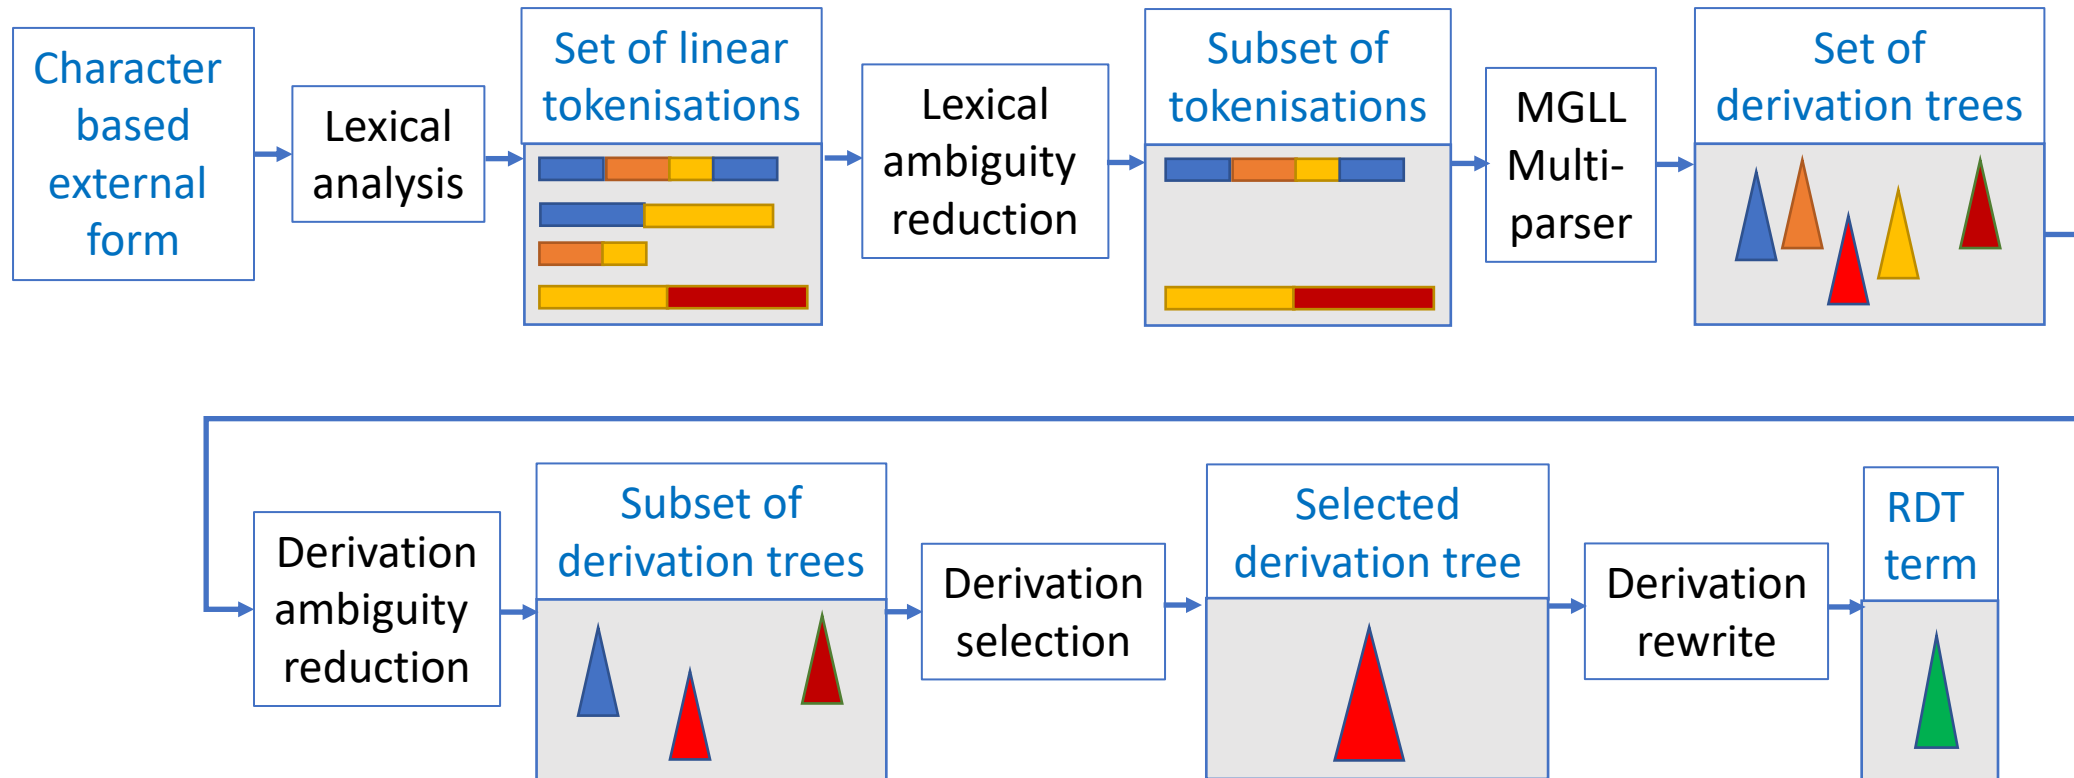 Character
based
external
form
Lexical
analysis
Set of linear
tokenisations
Lexical
ambiguity
reduction
Subset of
tokenisations
MGLL
Multi-
parser
Set of
derivation trees
Derivation
ambiguity
reduction
Subset of
derivation trees
Derivation
selection
Selected
derivation tree
Derivation
rewrite
RDT
term